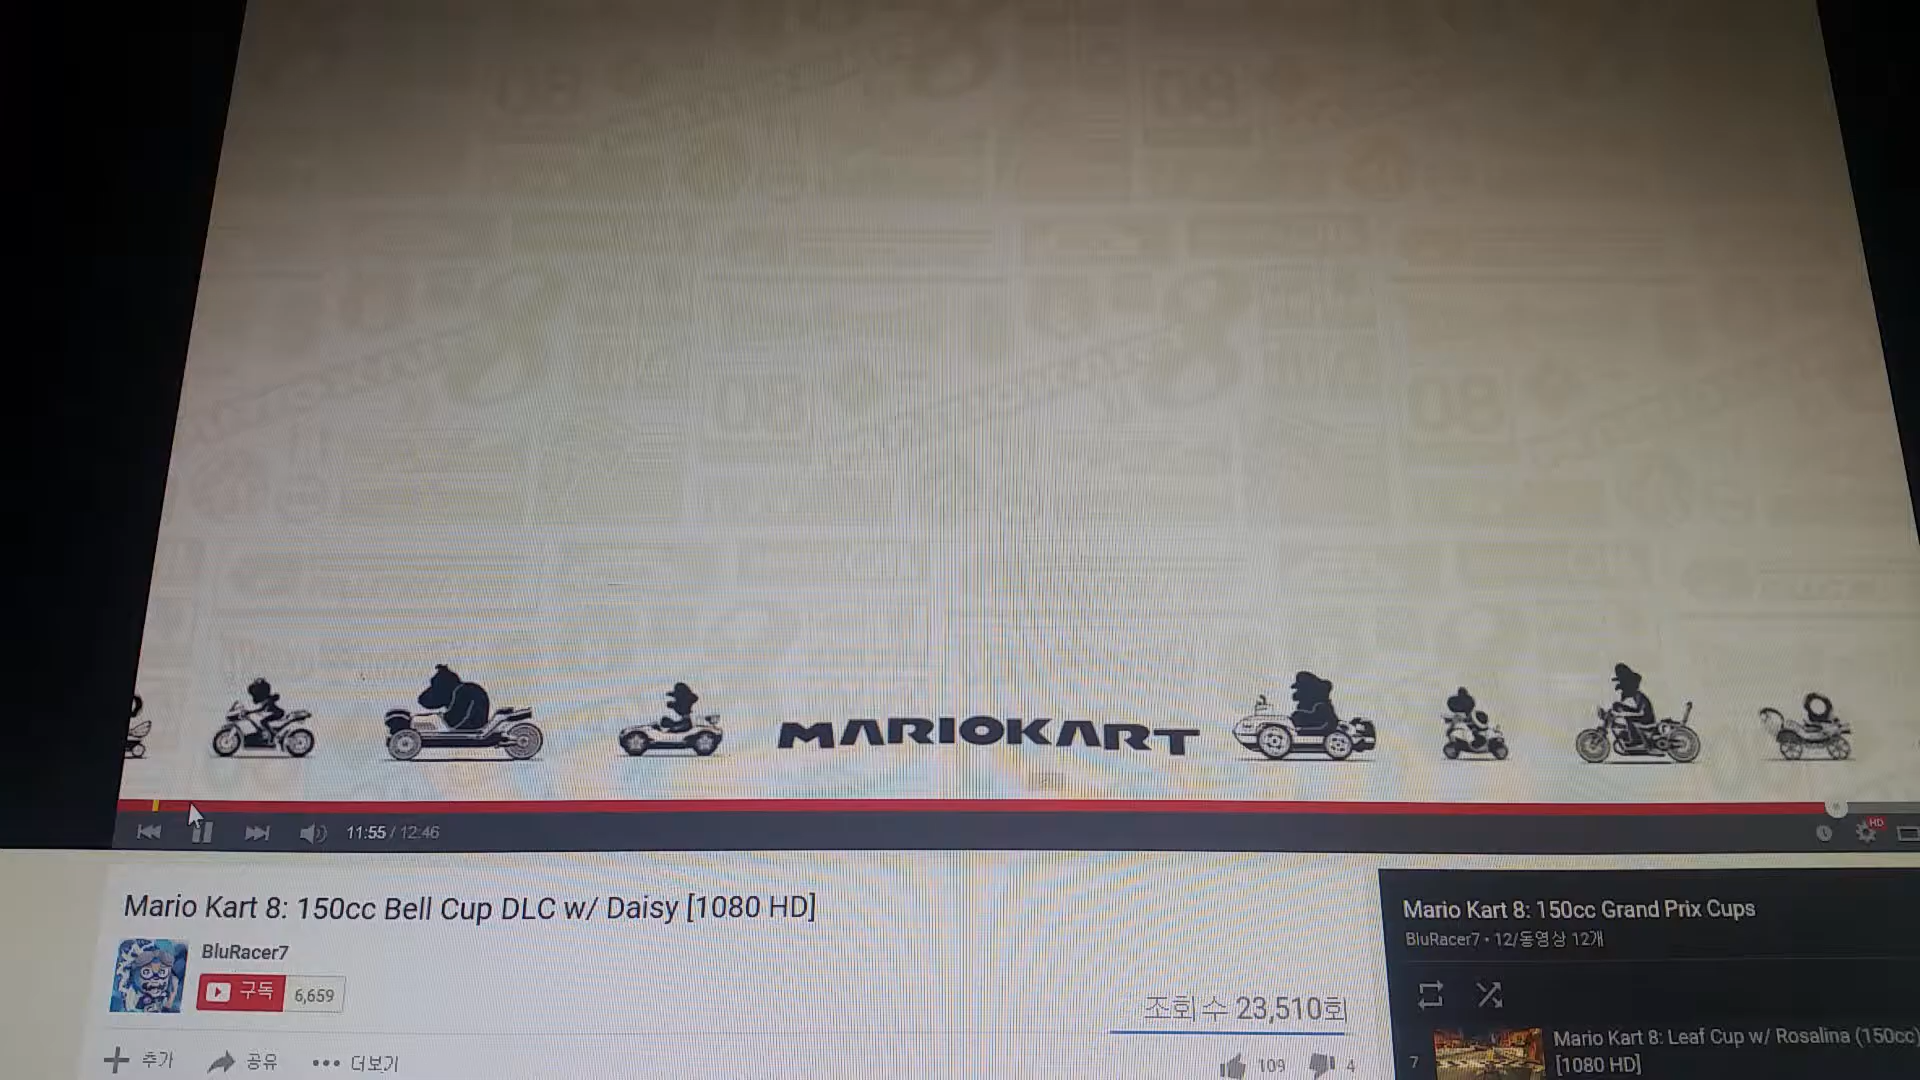 MARIOKART
11:55 / 12:46
HD
Mario Kart 8: 150cc Bell Cup DLC w/ Daisy [1080 HD]
BluRacer7
구독 6,659
조회수 23,510회
추가 공유 더보기
109 4
Mario Kart 8: 150cc Grand Prix Cups
BluRacer7 • 12/동영상 12개
7
Mario Kart 8: Leaf Cup w/ Rosalina (150cc)
[1080 HD]